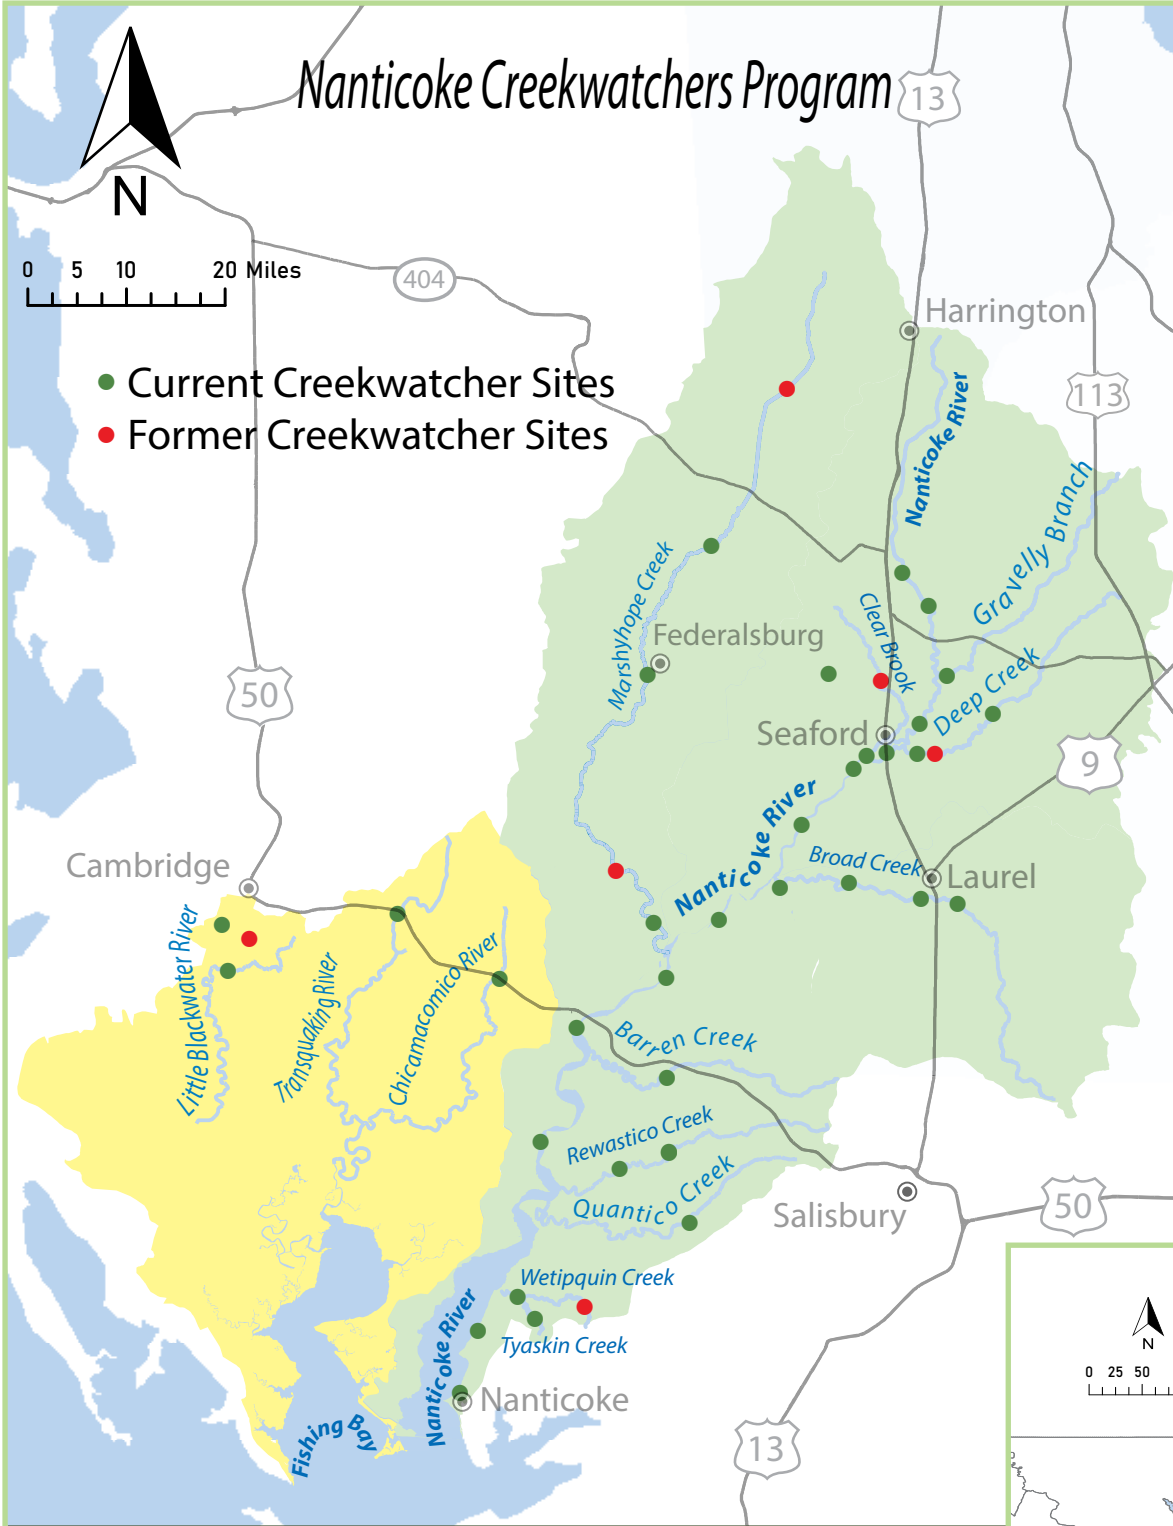 Nanticoke Creekwatchers Program
13
N
0 5 10 20 Miles
404
Harrington
Current Creekwatcher Sites
Former Creekwatcher Sites
113
Nanticoke River
Gravelly Branch
Marshyhope Creek
Clear Brook
Federalsburg
Deep Creek
50
Seaford
9
Nanticoke River
Broad Creek
Cambridge
Laurel
Little Blackwater River
Transquaking River
Chicamacomico River
Barren Creek
Rewastico Creek
Quantico Creek
Salisbury
50
Wetipquin Creek
Nanticoke River
Tyaskin Creek
N
0 25 50
Nanticoke
Fishing Bay
13